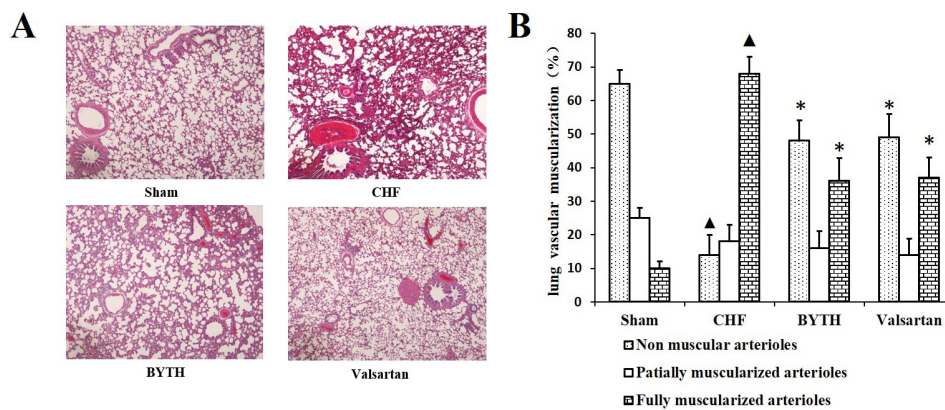 A
Sham
CHF
BYTH
Valsartan
B
lung vascular muscularization (%)
90
80
70
60
50
40
30
20
10
0
▲
▲
*
*
*
*
Sham CHF BYTH Valsartan
Non muscular arterioles
Patially muscularized arterioles
Fully muscularized arterioles